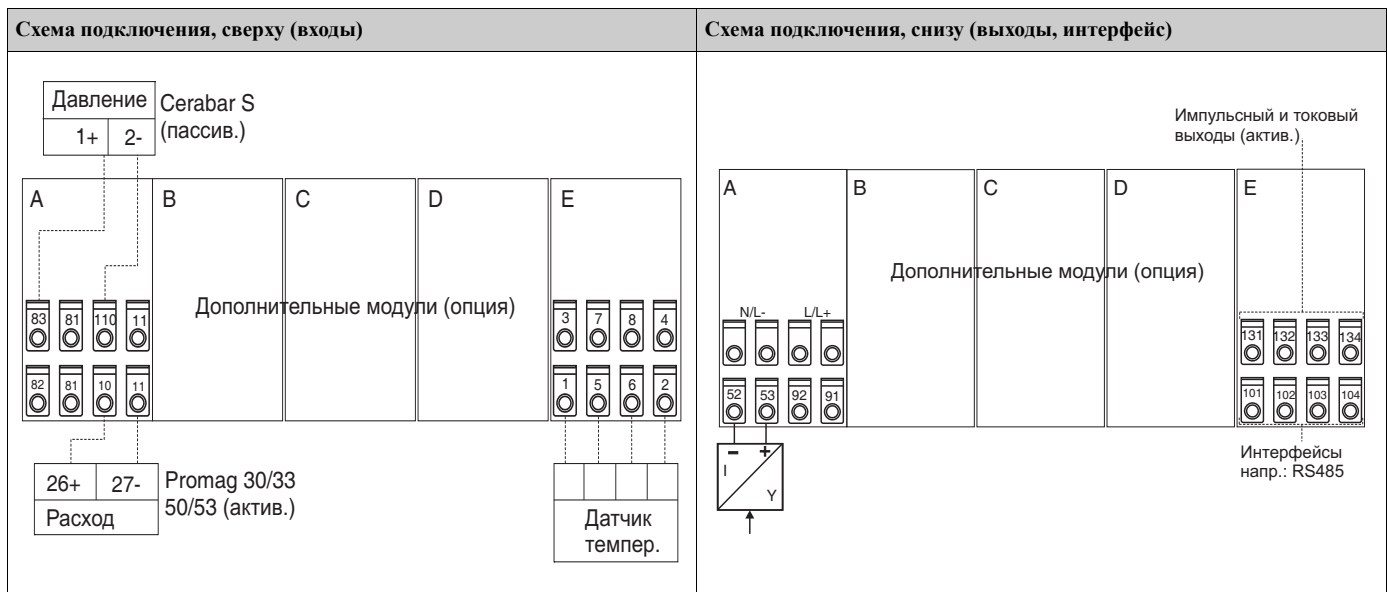 Схема подключения, сверху (входы)
Схема подключения, снизу (выходы, интерфейс)
Давление
1+ 2-
Cerabar S
(пассив.)
A B C D E
Дополнительные модули (опция)
83 81 110 11
82 81 10 11
3 7 8 4
1 5 6 2
26+ 27-
Расход
Promag 30/33
50/53 (актив.)
Датчик
темпер.
Импульсный и токовый
выходы (актив.)
A B C D E
Дополнительные модули (опция)
N/L- L/L+
52 53 92 91
131 132 133 134
101 102 103 104
- +
I
Y
Интерфейсы
напр.: RS485